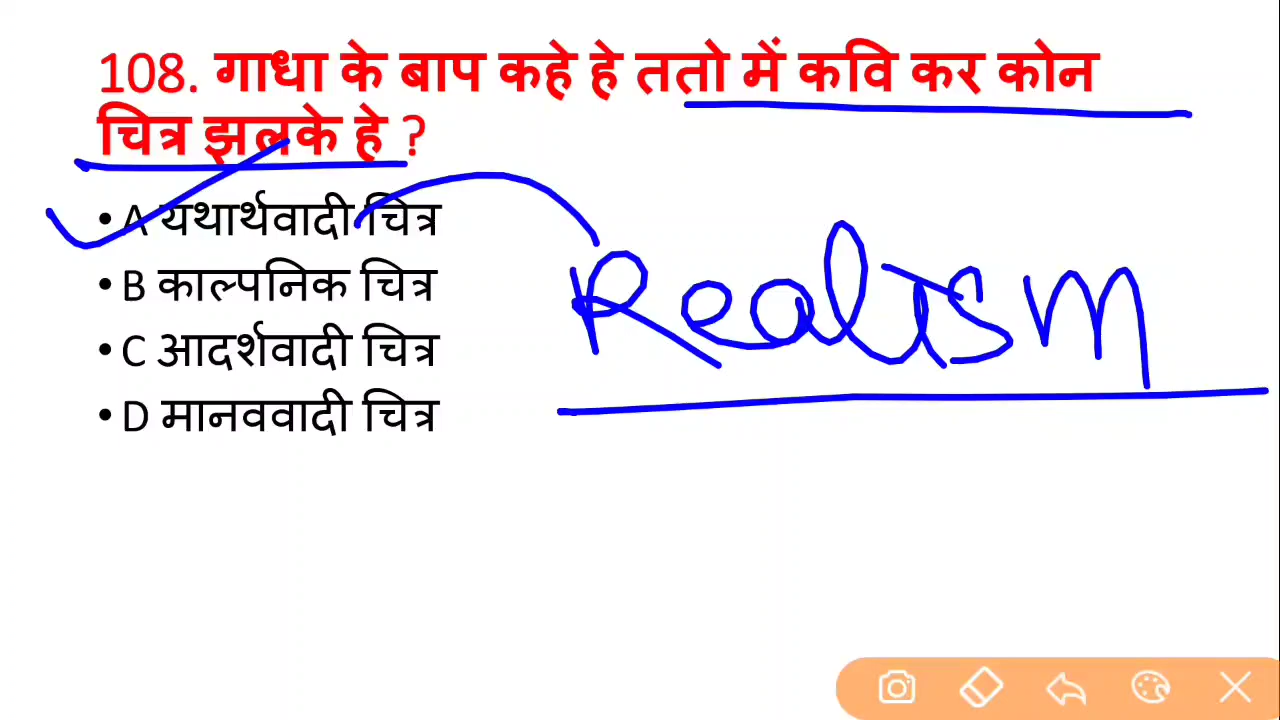 108. गाधा के बाप कहे हे ततो में कवि कर कोन
चित्र झलके हे ?
• A यथार्थवादी चित्र
• B काल्पनिक चित्र
• C आदर्शवादी चित्र
• D मानववादी चित्र
Realism